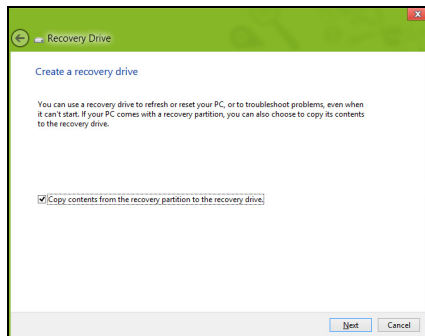 Recovery Drive
Create a recovery drive
You can use a recovery drive to refresh or reset your PC, or to troubleshoot problems, even when
it can't start. If your PC comes with a recovery partition, you can also choose to copy its contents
to the recovery drive.
Copy contents from the recovery partition to the recovery drive.
Next Cancel